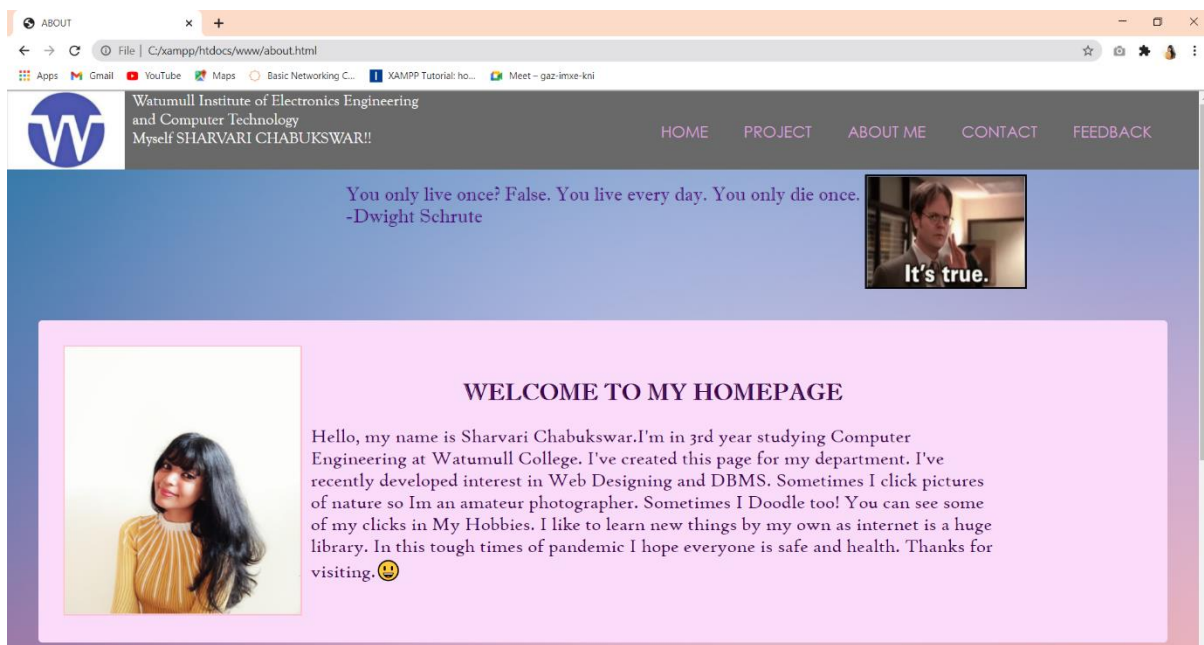 ABOUT
File | C:/xampp/htdocs/www/about.html
Apps Gmail YouTube Maps Basic Networking C... XAMPP Tutorial: ho... Meet – gaz-imxe-kni
W
Watumull Institute of Electronics Engineering
and Computer Technology
Myself SHARVARI CHABUKSWAR!!
HOME PROJECT ABOUT ME CONTACT FEEDBACK
You only live once? False. You live every day. You only die once.
-Dwight Schrute
It's true.
WELCOME TO MY HOMEPAGE
Hello, my name is Sharvari Chabukswar.I'm in 3rd year studying Computer
Engineering at Watumull College. I've created this page for my department. I've
recently developed interest in Web Designing and DBMS. Sometimes I click pictures
of nature so Im an amateur photographer. Sometimes I Doodle too! You can see some
of my clicks in My Hobbies. I like to learn new things by my own as internet is a huge
library. In this tough times of pandemic I hope everyone is safe and health. Thanks for
visiting.😃